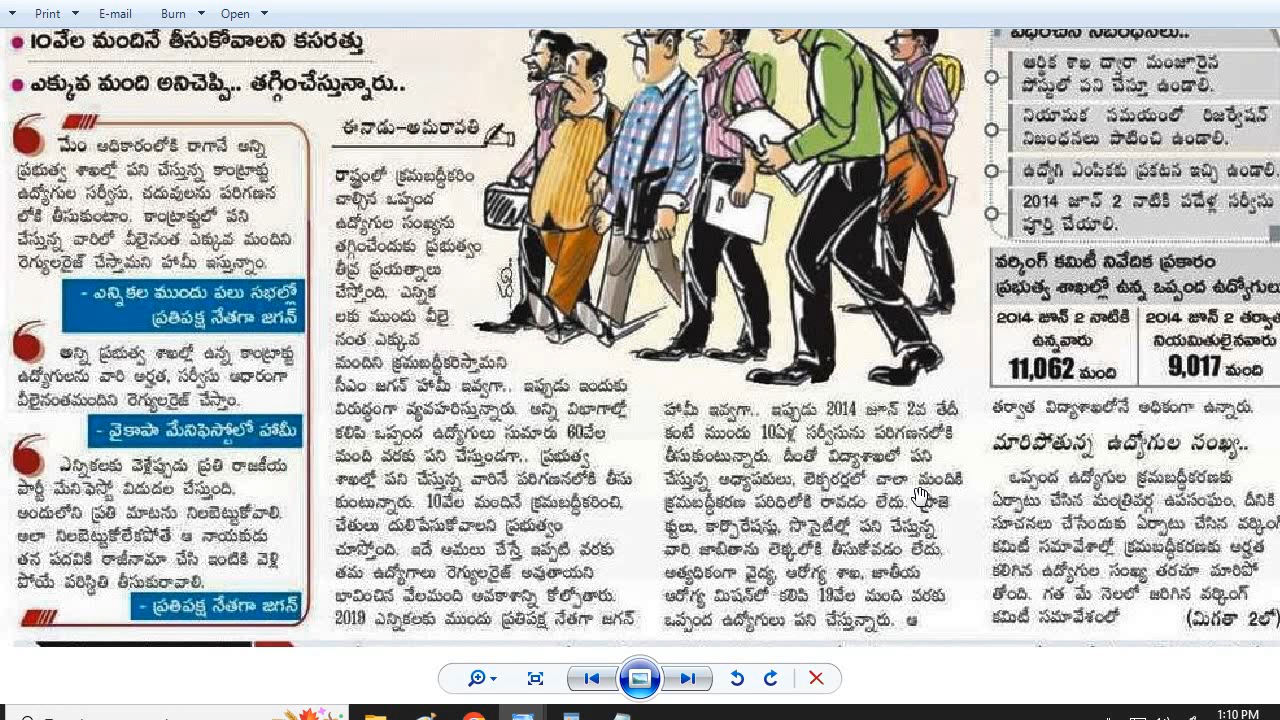 Print
E-mail
Burn
Open
10వేల మందినే తీసుకోవాలని కసరత్తు
ఎక్కువ మంది అనిచెప్పి.. తగ్గించేస్తున్నారు..
మేం అధికారంలోకి రాగానే అన్ని
ప్రభుత్వ శాఖల్లో పని చేస్తున్న కాంట్రాక్టు
ఉద్యోగుల సర్వీసు, చదువులను పరిగణన
లోకి తీసుకుంటాం. కాంట్రాక్టులో పని
చేస్తున్న వారిలో వీలైనంత ఎక్కువ మందిని
రెగ్యులరైజ్ చేస్తామని హామీ ఇస్తున్నాం.
- ఎన్నికల ముందు పలు సభల్లో
ప్రతిపక్ష నేతగా జగన్
అన్ని ప్రభుత్వ శాఖల్లో ఉన్న కాంట్రాక్టు
ఉద్యోగులను వారి అర్హత, సర్వీసు ఆధారంగా
వీలైనంతమందిని రెగ్యులరైజ్ చేస్తాం.
- వైకాపా మేనిఫెస్టోలో హామీ
ఎన్నికలకు వెళ్లేప్పుడు ప్రతి రాజకీయ
పార్టీ మేనిఫెస్టో విడుదల చేస్తుంది.
అందులోని ప్రతి మాటను నిలబెట్టుకోవాలి.
అలా నిలబెట్టుకోలేకపోతే ఆ నాయకుడు
తన పదవికి రాజీనామా చేసి ఇంటికి వెళ్లి
పోయే పరిస్థితి తీసుకురావాలి.
- ప్రతిపక్ష నేతగా జగన్
ఈనాడు-అమరావతి
రాష్ట్రంలో క్రమబద్ధీకరిం
చాల్సిన ఒప్పంద
ఉద్యోగుల సంఖ్యను
తగ్గించేందుకు ప్రభుత్వం
తీవ్ర ప్రయత్నాలు
చేస్తోంది. ఎన్నిక
లకు ముందు వీలై
నంత ఎక్కువ
మందిని క్రమబద్ధీకరిస్తామని
సీఎం జగన్ హామీ ఇవ్వగా.. ఇప్పుడు ఇందుకు
విరుద్ధంగా వ్యవహరిస్తున్నారు. అన్ని విభాగాల్లో
కలిపి ఒప్పంద ఉద్యోగులు సుమారు 60వేల
మంది వరకు పని చేస్తుండగా.. ప్రభుత్వ
శాఖల్లో పని చేస్తున్న వారినే పరిగణనలోకి తీసు
కుంటున్నారు. 10వేల మందినే క్రమబద్ధీకరించి,
చేతులు దులిపేసుకోవాలని ప్రభుత్వం
చూస్తోంది. ఇదే అమలు చేస్తే ఇప్పటి వరకు
తమ ఉద్యోగాలు రెగ్యులరైజ్ అవుతాయని
భావించిన వేలమంది అవకాశాన్ని కోల్పోతారు.
2019 ఎన్నికలకు ముందు ప్రతిపక్ష నేతగా జగన్
హామీ ఇవ్వగా.. ఇప్పుడు 2014 జూన్ 2వ తేదీ
కంటే ముందు 10ఏళ్ల సర్వీసును పరిగణనలోకి
తీసుకుంటున్నారు. దీంతో విద్యాశాఖలో పని
చేస్తున్న అధ్యాపకులు, లెక్చరర్లలో చాలా మందికి
క్రమబద్ధీకరణ పరిధిలోకి రావడం లేదు.
క్టులు, కార్పొరేషన్లు, సొసైటీల్లో పని చేస్తున్న
వారి జాబితాను లెక్కలోకి తీసుకోవడం లేదు.
అత్యధికంగా వైద్య, ఆరోగ్య శాఖ, జాతీయ
ఆరోగ్య మిషన్‌లో కలిపి 19వేల మంది వరకు
ఒప్పంద ఉద్యోగులు పని చేస్తున్నారు. ఆ
విధించిన నిబంధనలు..
ఆర్థిక శాఖ ద్వారా మంజూరైన
పోస్టులో పని చేస్తూ ఉండాలి.
నియామక సమయంలో రిజర్వేషన్
నిబంధనలు పాటించి ఉండాలి.
ఉద్యోగ ఎంపికకు ప్రకటన ఇచ్చి ఉండాలి.
2014 జూన్ 2 నాటికి పదేళ్ల సర్వీసు
పూర్తి చేయాలి.
వర్కింగ్ కమిటీ నివేదిక ప్రకారం
ప్రభుత్వ శాఖల్లో ఉన్న ఒప్పంద ఉద్యోగులు
2014 జూన్ 2 నాటికి
ఉన్నవారు
11,062 మంది
2014 జూన్ 2 తర్వాత
నియమితులైనవారు
9,017 మంది
తర్వాత విద్యాశాఖలోనే అధికంగా ఉన్నారు.
మారిపోతున్న ఉద్యోగుల సంఖ్య..
ఒప్పంద ఉద్యోగుల క్రమబద్ధీకరణకు
ఏర్పాటు చేసిన మంత్రివర్గ ఉపసంఘం, దీనికి
సూచనలు చేసేందుకు ఏర్పాటు చేసిన వర్కింగ్
కమిటీ సమావేశాల్లో క్రమబద్ధీకరణకు అర్హత
కలిగిన ఉద్యోగుల సంఖ్య తరచూ మారిపో
తోంది. గత మే నెలలో జరిగిన వర్కింగ్
కమిటీ సమావేశంలో (మిగతా 2లో)
1:10 PM